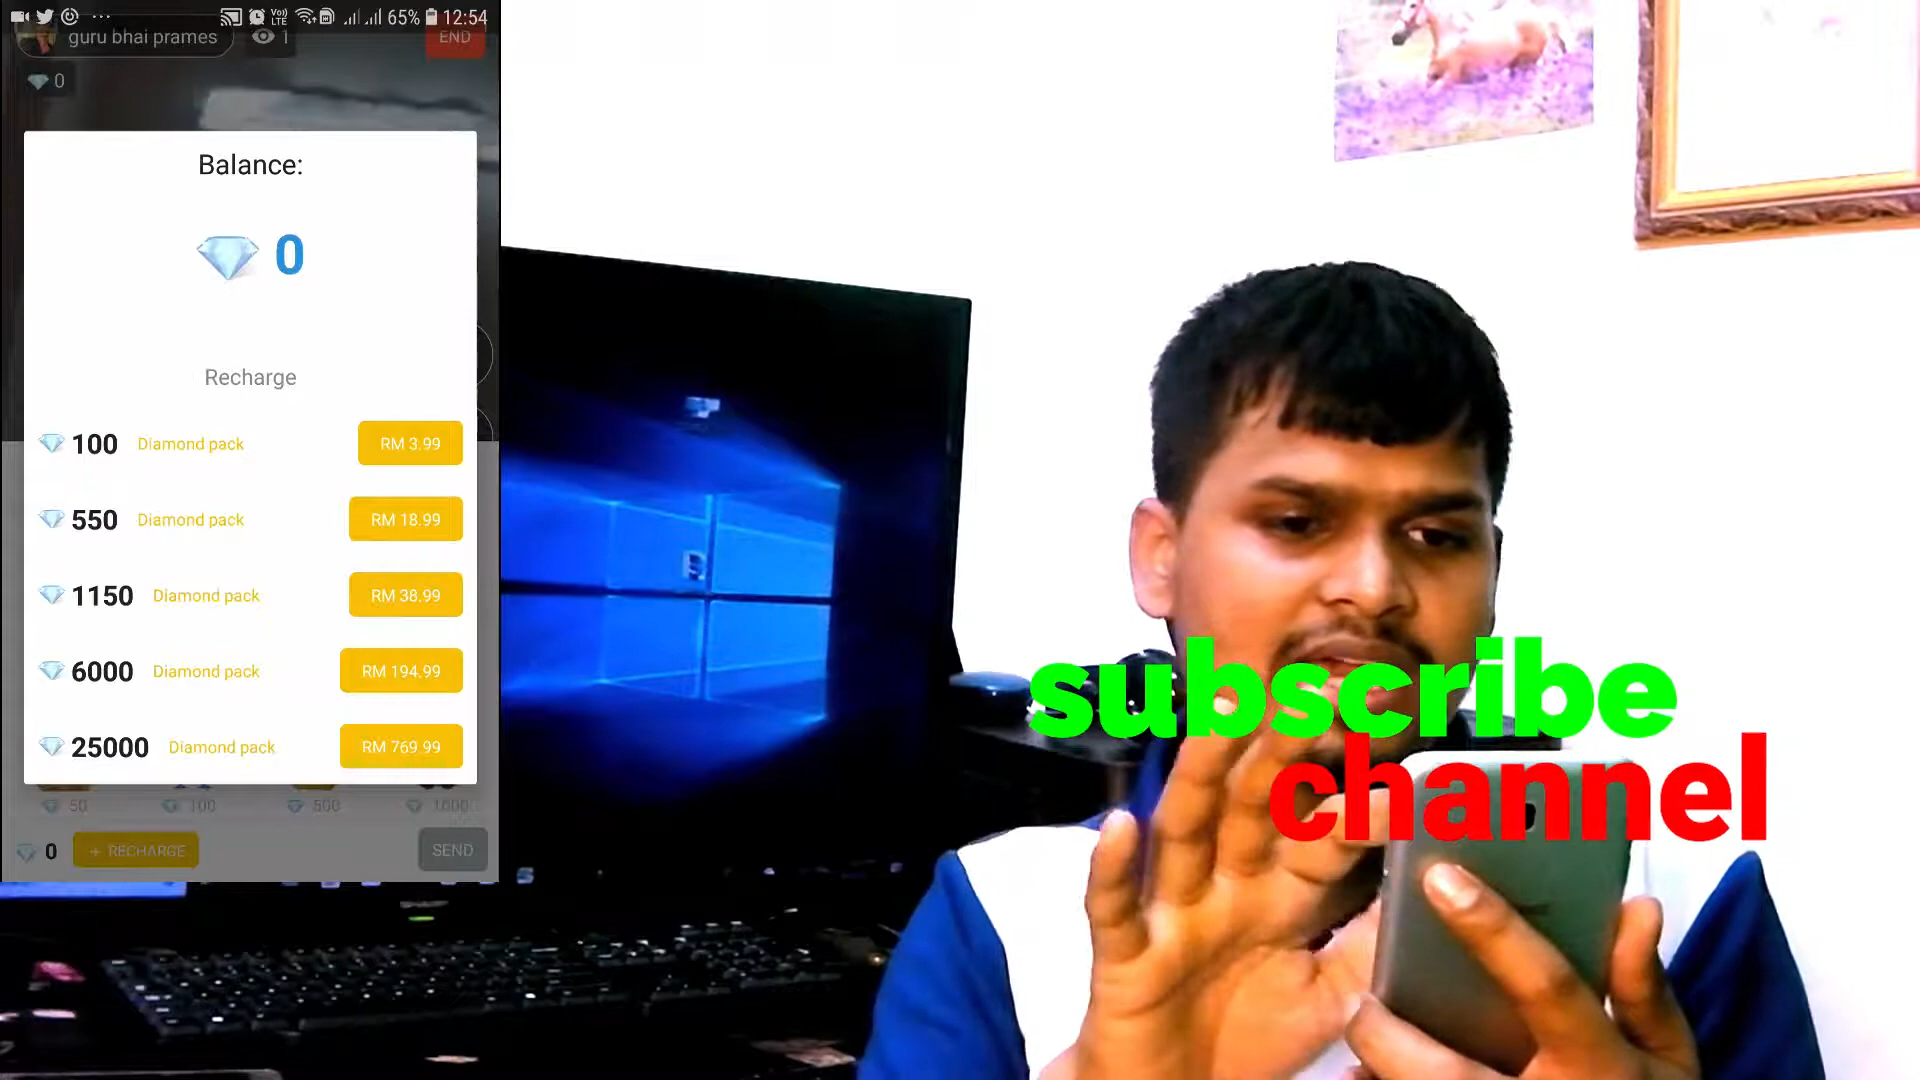 65% 12:54
guru bhai prames 1 END
0
Balance:
0
Recharge
100 Diamond pack RM 3.99
550 Diamond pack RM 18.99
1150 Diamond pack RM 38.99
6000 Diamond pack RM 194.99
25000 Diamond pack RM 769.99
50 100 500 1000
0 + RECHARGE SEND
subscribe
channel